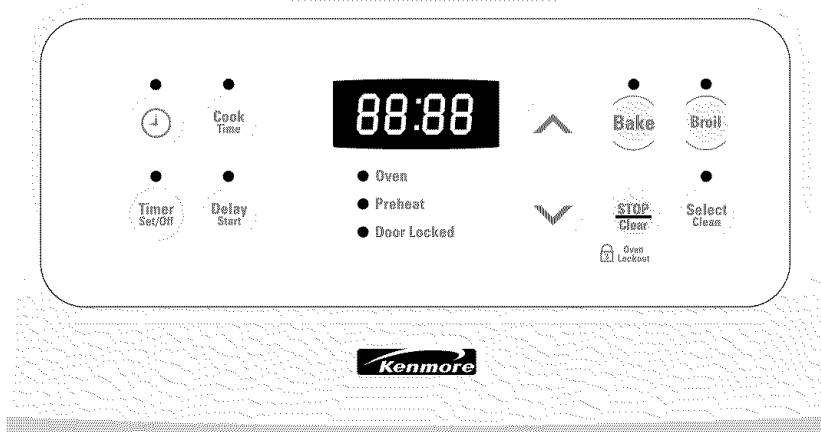 88:88
Cook
Time
Bake
Broil
Timer
Set/Off
Delay
Start
Oven
Preheat
Door Locked
STOP
Clear
Select
Clean
Oven
Lockout
Kenmore